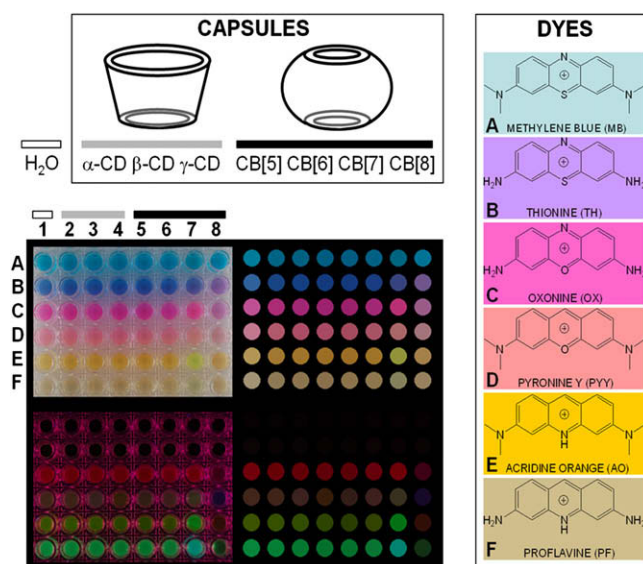 CAPSULES
H₂O α-CD β-CD γ-CD CB[5] CB[6] CB[7] CB[8]
1 2 3 4 5 6 7 8
A
B
C
D
E
F
DYES
N
N S N
A METHYLENE BLUE (MB)
N
H₂N S NH₂
B THIONINE (TH)
N
H₂N O NH
C OXONINE (OX)
N O N
D PYRONINE Y (PYY)
N N H N
E ACRIDINE ORANGE (AO)
H₂N N H NH₂
F PROFLAVINE (PF)